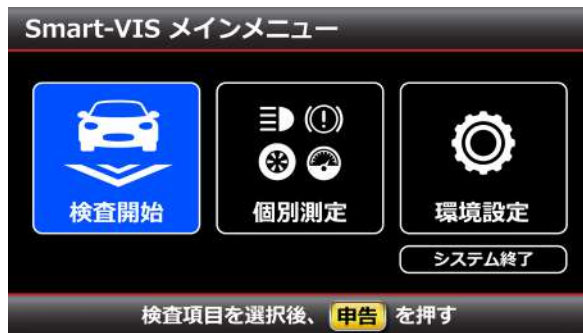 Smart-VIS メインメニュー
検査開始
個別測定
環境設定
システム終了
検査項目を選択後、 申告 を押す